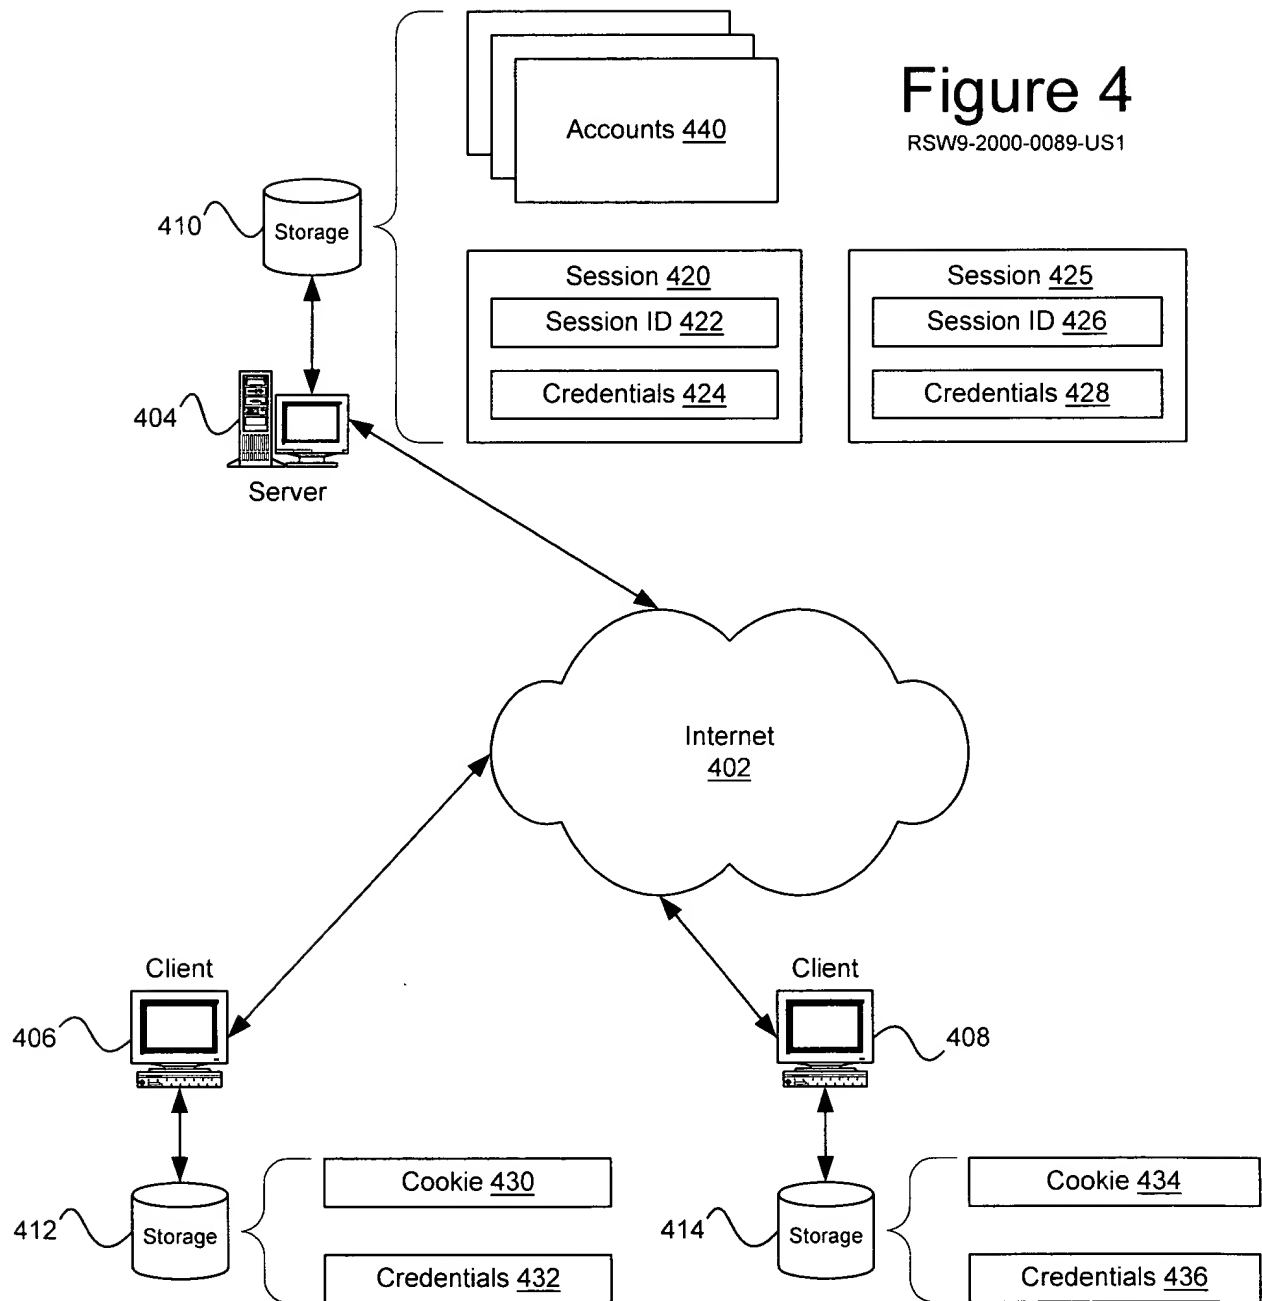 Figure 4
RSW9-2000-0089-US1
Accounts 440
410
Storage
Session 420
Session ID 422
Credentials 424
Session 425
Session ID 426
Credentials 428
404
Server
Internet
402
Client
406
Client
408
412
Storage
Cookie 430
Credentials 432
414
Storage
Cookie 434
Credentials 436